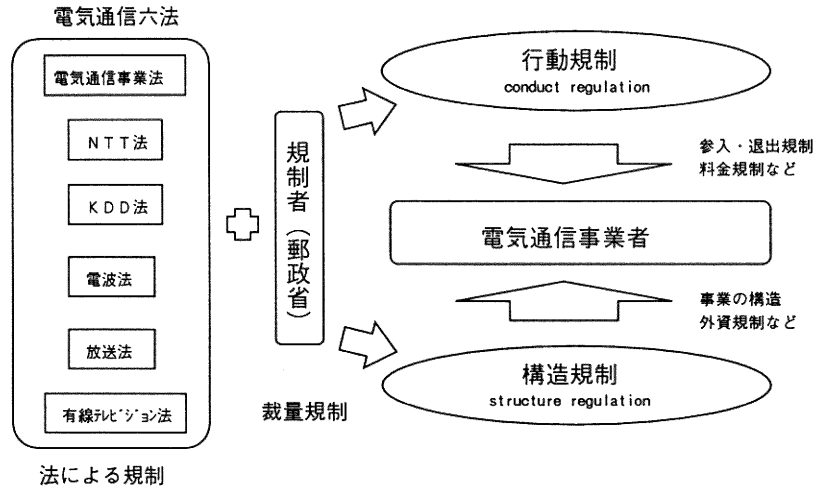 電気通信六法
電気通信事業法
ＮＴＴ法
ＫＤＤ法
電波法
放送法
有線ﾃﾚﾋﾞｼﾞｮﾝ法
法による規制
規制者（郵政省）
裁量規制
行動規制
conduct regulation
参入・退出規制
料金規制など
電気通信事業者
事業の構造
外資規制など
構造規制
structure regulation